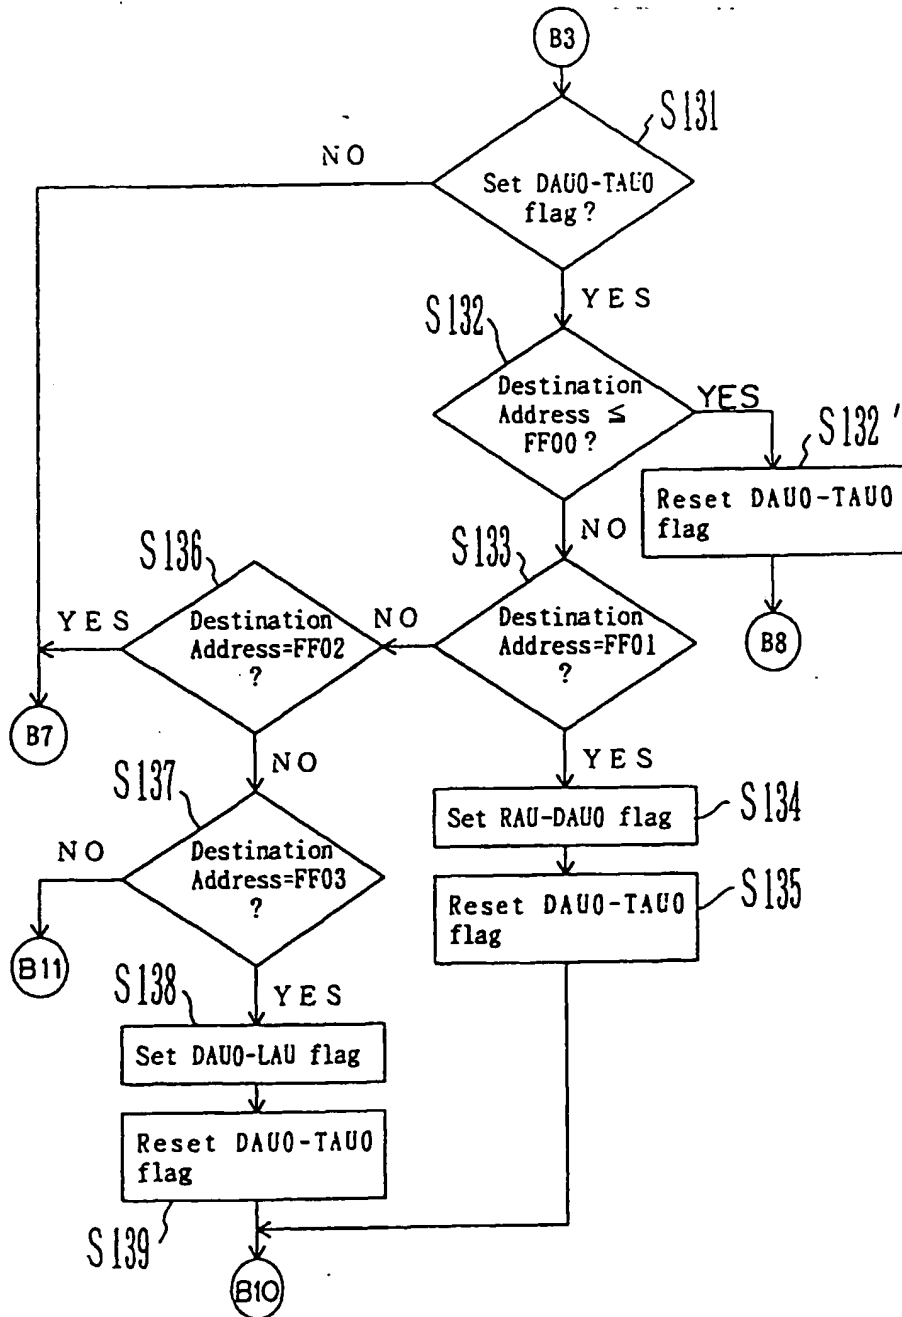 B3
S131
NO
Set DAU0-TAU0
flag?
YES
S132
Destination
Address ≦
FF00?
YES
S132'
Reset DAU0-TAU0
flag
B8
NO
S133
Destination
Address=FF01
?
NO
S136
Destination
Address=FF02
?
YES
B7
NO
YES
S134
Set RAU-DAU0 flag
S137
Destination
Address=FF03
?
NO
B11
S135
Reset DAU0-TAU0
flag
YES
S138
Set DAU0-LAU flag
Reset DAU0-TAU0
flag
S139
B10